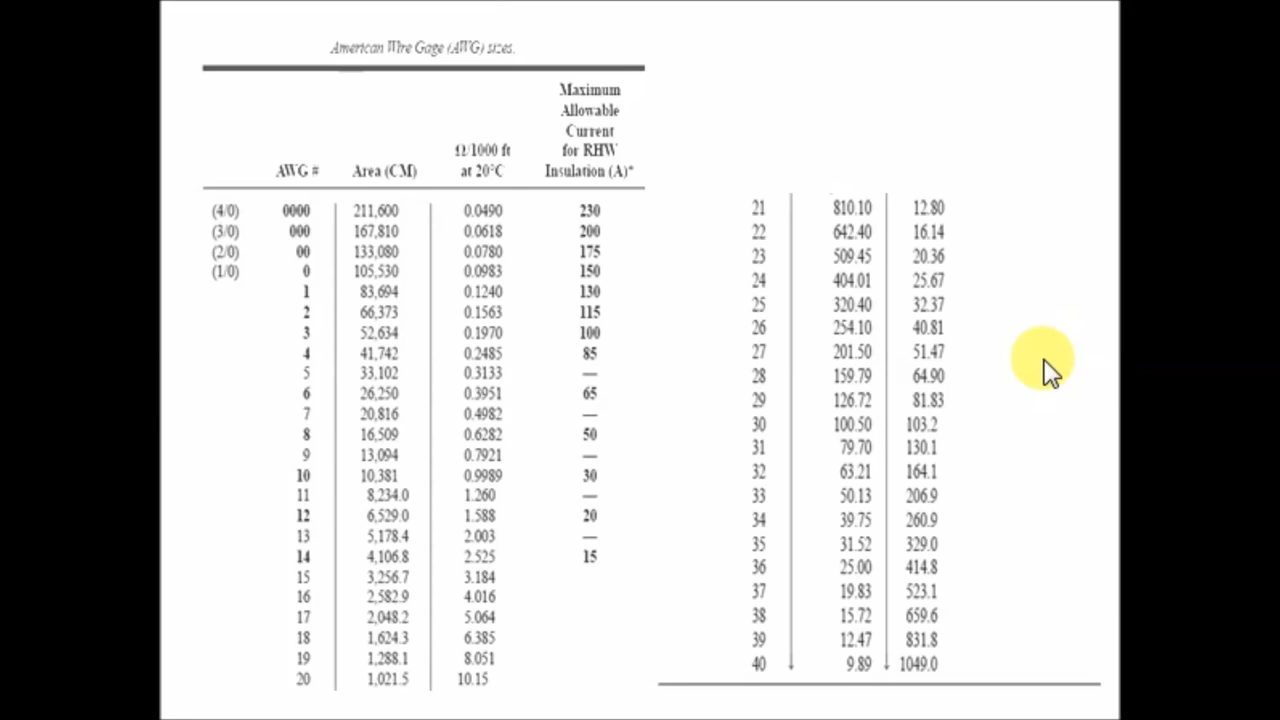 American Wire Gage (AWG) sizes.
Maximum
Allowable
Current
Ω/1000 ft for RHW
AWG # Area (CM) at 20°C Insulation (A)*
(4/0) 0000 211,600 0.0490 230
(3/0) 000 167,810 0.0618 200
(2/0) 00 133,080 0.0780 175
(1/0) 0 105,530 0.0983 150
1 83,694 0.1240 130
2 66,373 0.1563 115
3 52,634 0.1970 100
4 41,742 0.2485 85
5 33,102 0.3133 —
6 26,250 0.3951 65
7 20,816 0.4982 —
8 16,509 0.6282 50
9 13,094 0.7921 —
10 10,381 0.9989 30
11 8,234.0 1.260 —
12 6,529.0 1.588 20
13 5,178.4 2.003 —
14 4,106.8 2.525 15
15 3,256.7 3.184
16 2,582.9 4.016
17 2,048.2 5.064
18 1,624.3 6.385
19 1,288.1 8.051
20 1,021.5 10.15
21 810.10 12.80
22 642.40 16.14
23 509.45 20.36
24 404.01 25.67
25 320.40 32.37
26 254.10 40.81
27 201.50 51.47
28 159.79 64.90
29 126.72 81.83
30 100.50 103.2
31 79.70 130.1
32 63.21 164.1
33 50.13 206.9
34 39.75 260.9
35 31.52 329.0
36 25.00 414.8
37 19.83 523.1
38 15.72 659.6
39 12.47 831.8
40 9.89 1049.0